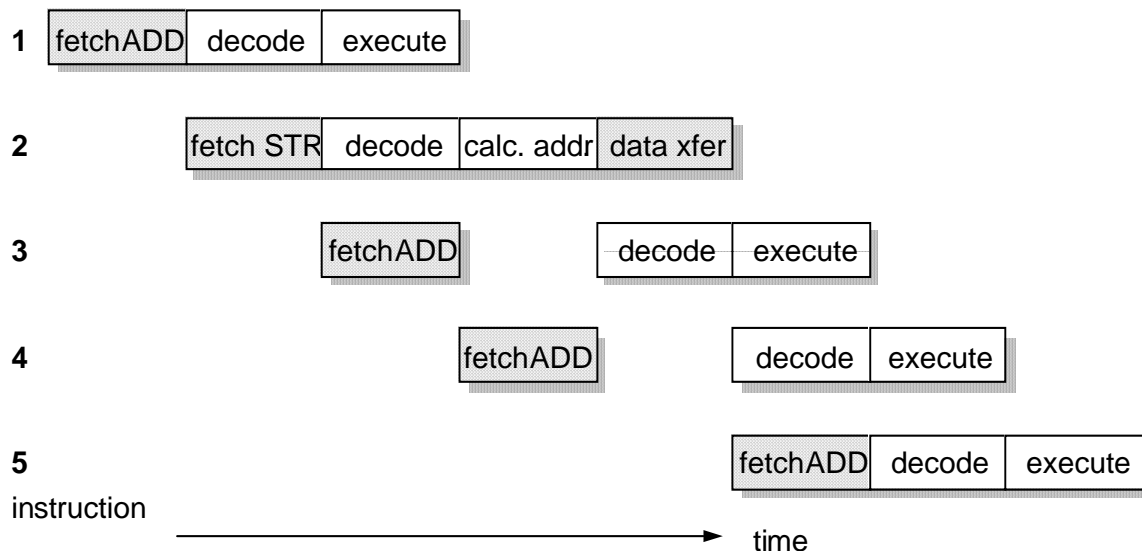 1 fetchADD decode execute
2 fetch STR decode calc. addr data xfer
3 fetchADD decode execute
4 fetchADD decode execute
5 fetchADD decode execute
instruction
time